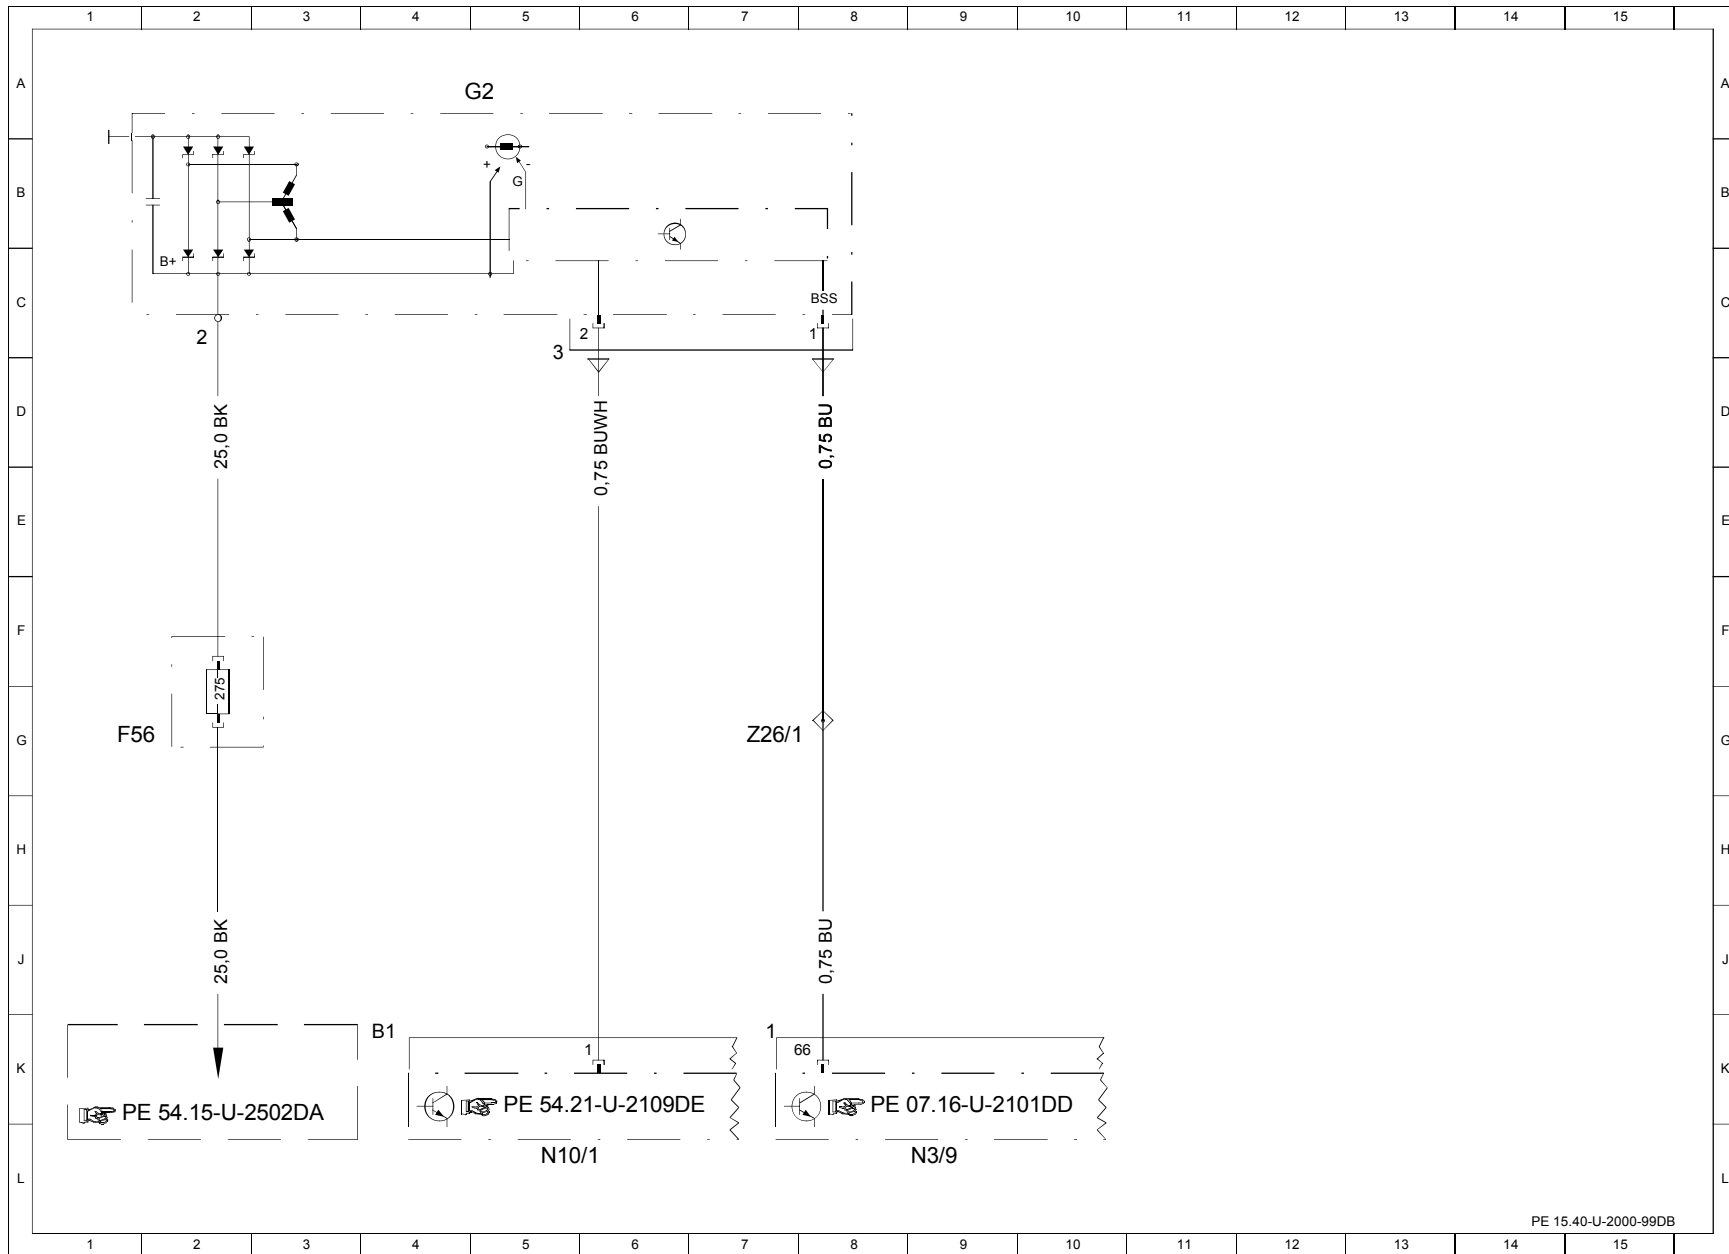 1 2 3 4 5 6 7 8 9 10 11 12 13 14 15
A A
G2
B B
+ -
G
B+
C C
BSS
2
2 1
3
D D
25,0 BK 0,75 BUWH 0,75 BU
E E
F F
275
F56 Z26/1
G G
H H
25,0 BK 0,75 BU
J J
B1 1
1 66
K K
PE 54.15-U-2502DA PE 54.21-U-2109DE PE 07.16-U-2101DD
N10/1 N3/9
L L
PE 15.40-U-2000-99DB
1 2 3 4 5 6 7 8 9 10 11 12 13 14 15